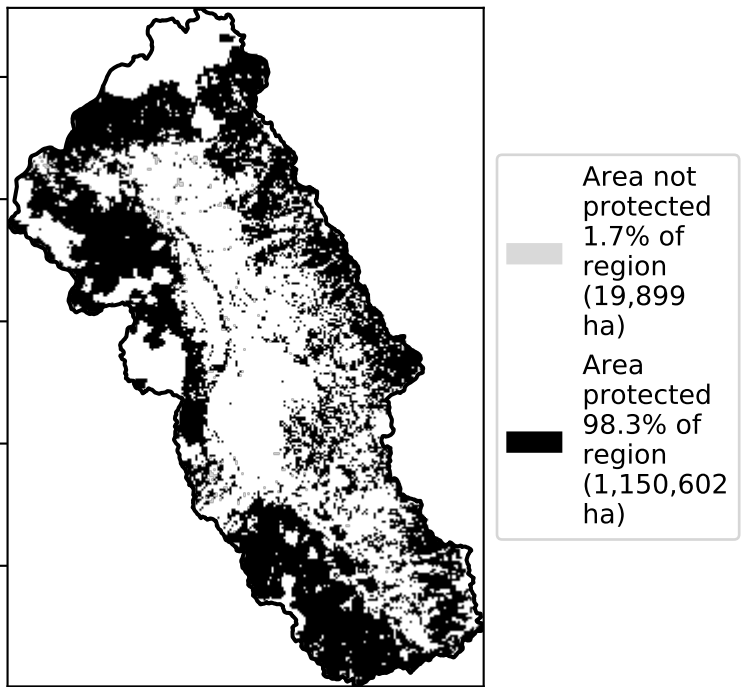 Area not
protected
1.7% of
region
(19,899
ha)
Area
protected
98.3% of
region
(1,150,602
ha)